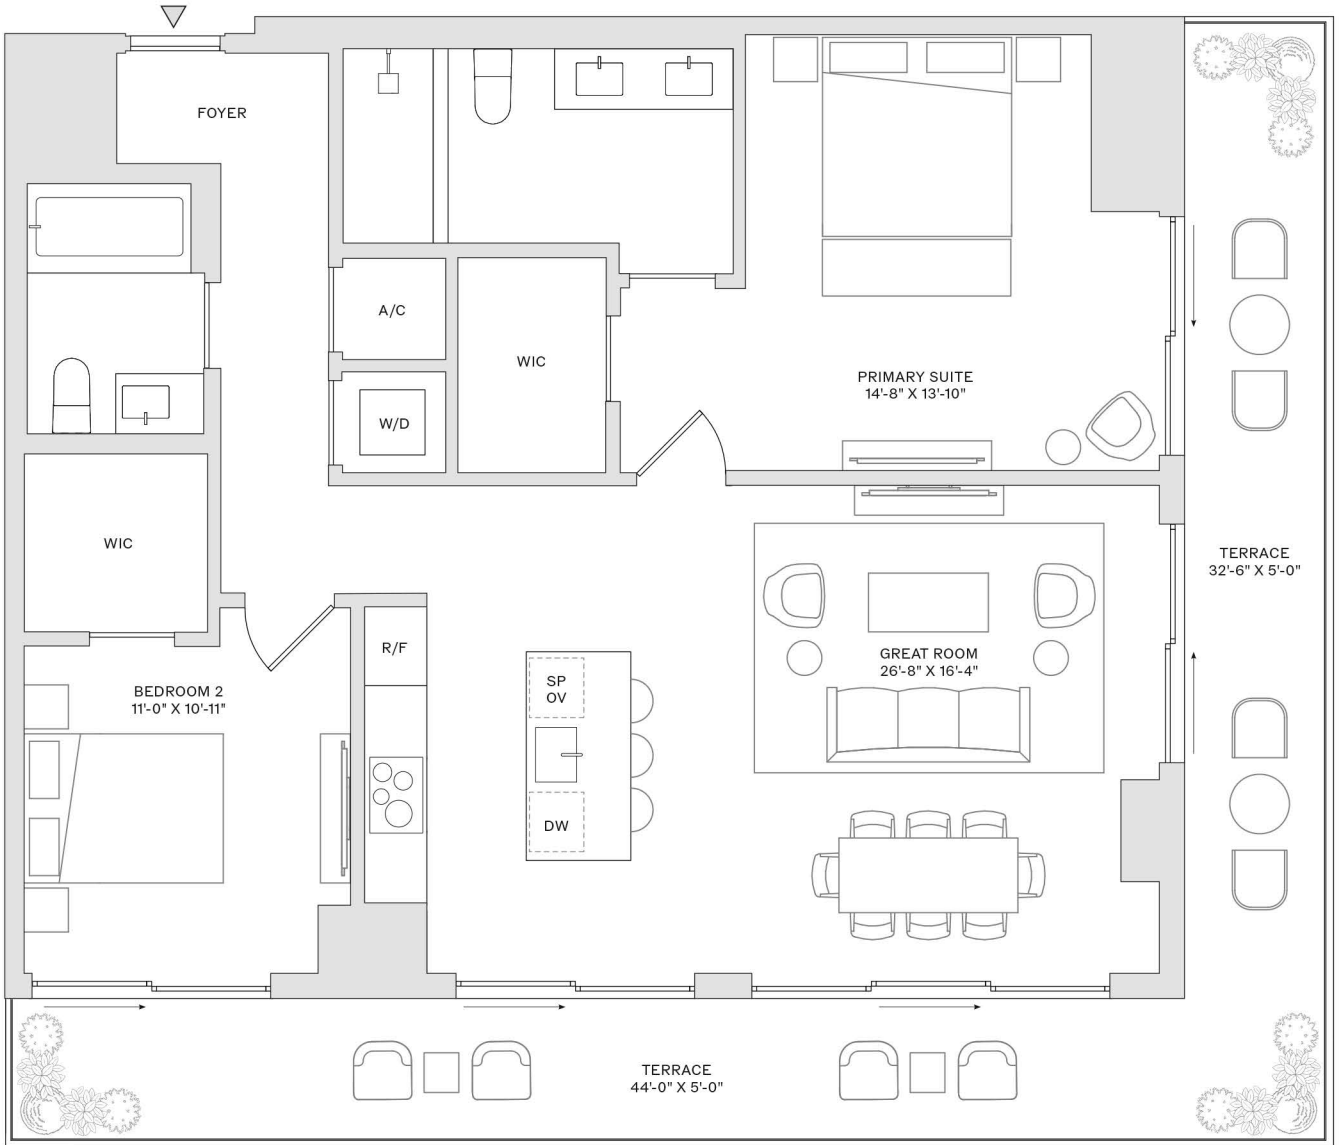 FOYER
A/C
WIC
W/D
PRIMARY SUITE
14'-8" X 13'-10"
WIC
TERRACE
32'-6" X 5'-0"
R/F
GREAT ROOM
26'-8" X 16'-4"
SP
OV
BEDROOM 2
11'-0" X 10'-11"
DW
TERRACE
44'-0" X 5'-0"